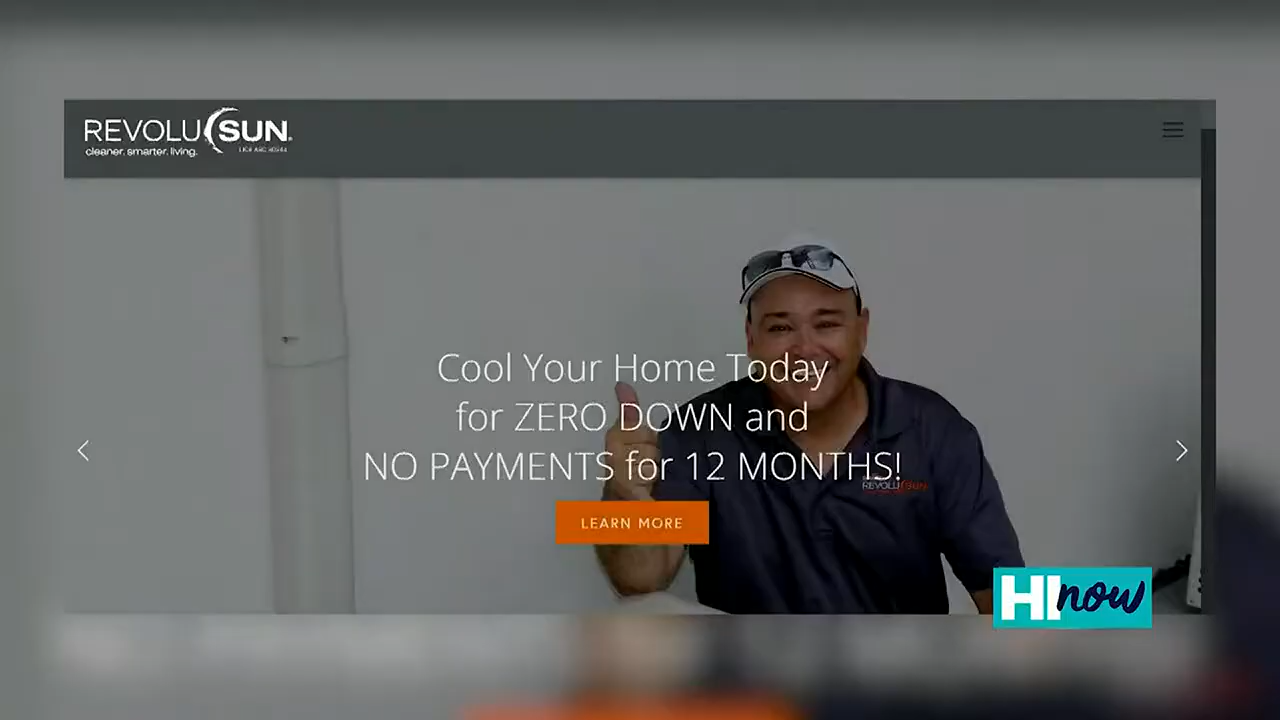 REVOLUSUN
cleaner. smarter. living.
Cool Your Home Today
for ZERO DOWN and
NO PAYMENTS for 12 MONTHS!
REVOLUSUN
LEARN MORE
HI now